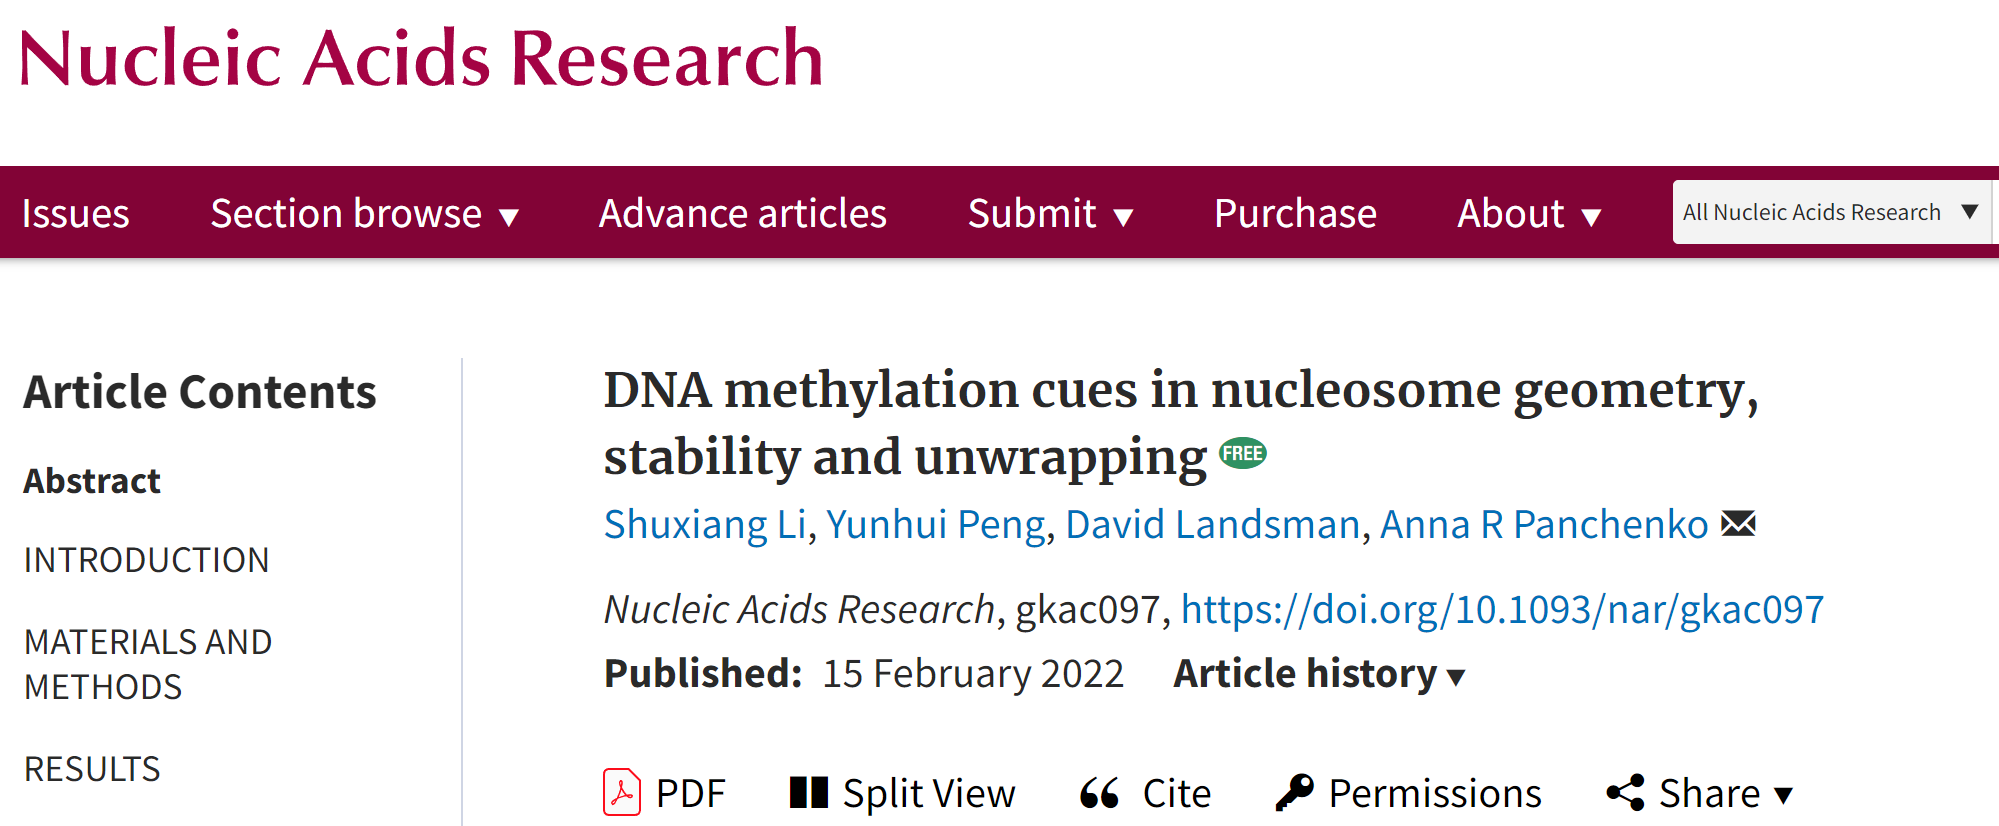 Nucleic Acids Research
Issues Section browse ▼ Advance articles Submit ▼ Purchase About ▼ All Nucleic Acids Research ▼
Article Contents
Abstract
INTRODUCTION
MATERIALS AND
METHODS
RESULTS
DNA methylation cues in nucleosome geometry,
stability and unwrapping FREE
Shuxiang Li, Yunhui Peng, David Landsman, Anna R Panchenko
Nucleic Acids Research, gkac097, https://doi.org/10.1093/nar/gkac097
Published: 15 February 2022 Article history ▼
PDF Split View Cite Permissions Share ▼